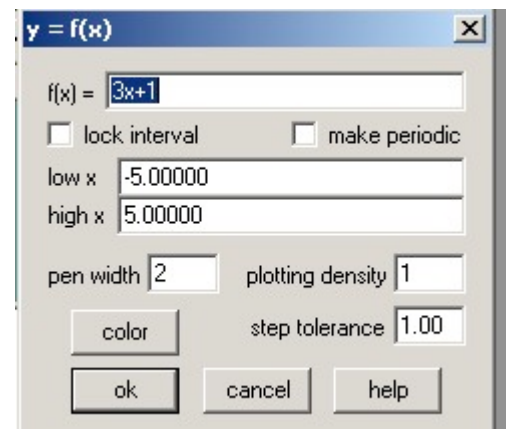 y = f(x)
f(x) = 3x+1
lock interval make periodic
low x -5.00000
high x 5.00000
pen width 2 plotting density 1
color step tolerance 1.00
ok cancel help